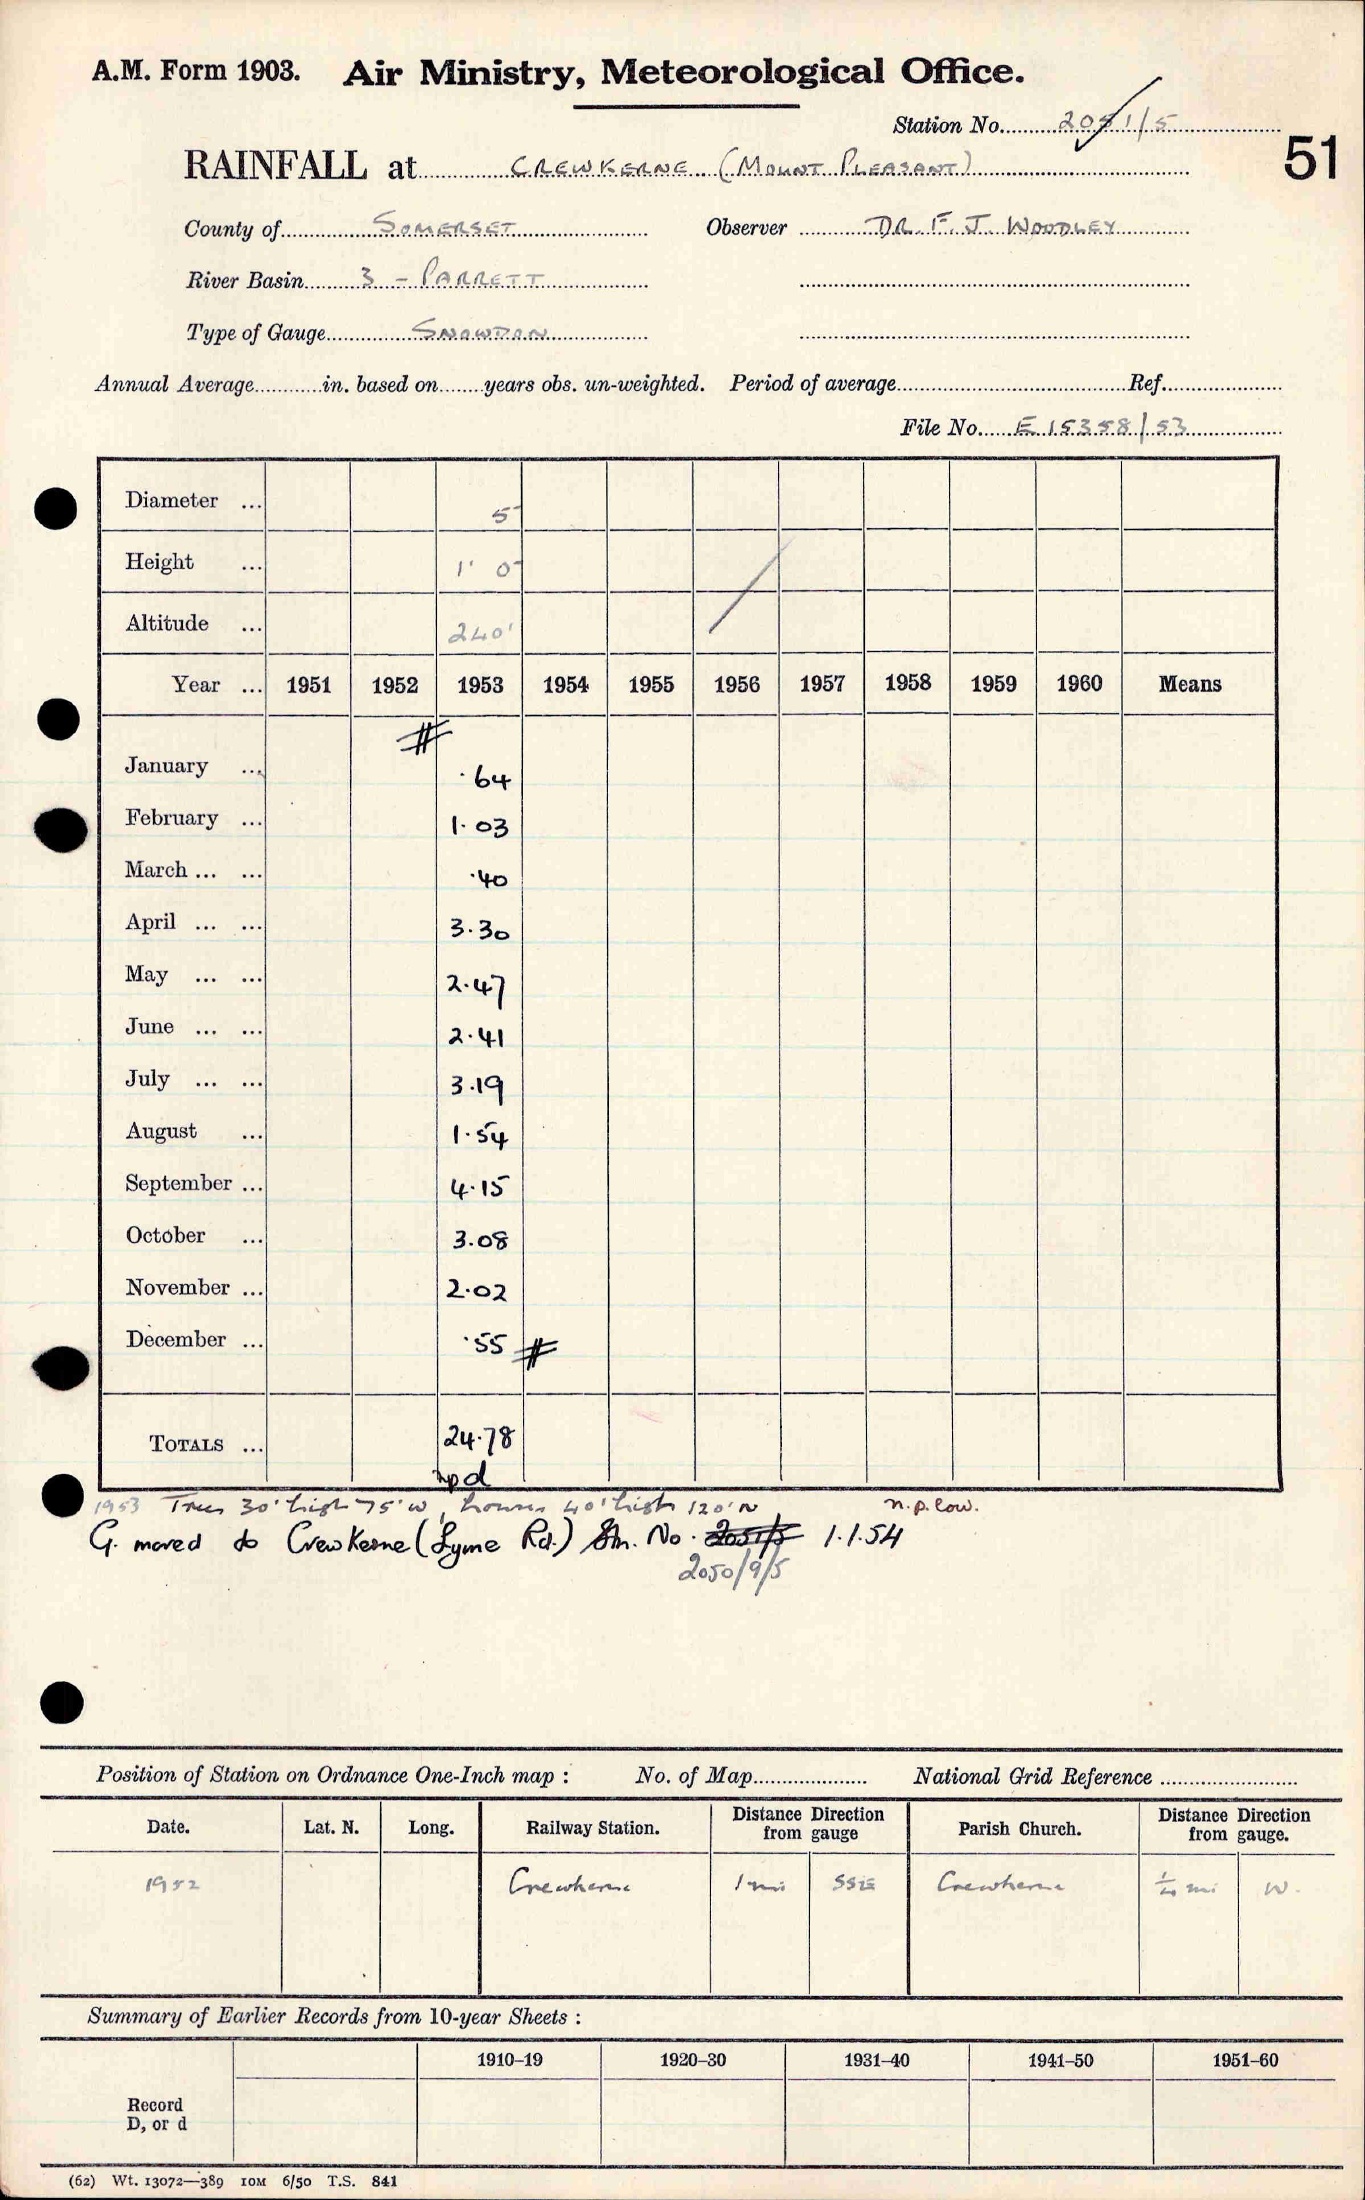 A.M. Form 1903. Air Ministry, Meteorological Office.
Station No. 2051/5
51
RAINFALL at CREWKERNE (MOUNT PLEASANT)
County of SOMERSET Observer DR. F. J. WOODLEY
River Basin 3 - PARRETT
Type of Gauge SNOWDON
Annual Average in. based on years obs. un-weighted. Period of average Ref.
File No. E 15358/53
Diameter ... 5
Height ... 1' 0
Altitude ... 240'
Year ... 1951 1952 1953 1954 1955 1956 1957 1958 1959 1960 Means
January ... .64
February ... 1.03
March ... ... .40
April ... ... 3.30
May ... ... 2.47
June ... ... 2.41
July ... ... 3.19
August ... 1.54
September ... 4.15
October ... 3.08
November ... 2.02
December ... .55
TOTALS ... 24.78
npd
1953 Trees 30' high 75' W, houses 40' high 120' N n.p. low.
G. moved to Crewkerne (Lyme Rd.) Stn. No. 2051/5 1.1.54
2050/9/5
Position of Station on Ordnance One-Inch map : No. of Map National Grid Reference
Date. Lat. N. Long. Railway Station. Distance Direction from gauge Parish Church. Distance Direction from gauge.
1952 Crewkerne 1 mi SSE Crewkerne 1/4 mi W.
Summary of Earlier Records from 10-year Sheets :
1910–19 1920–30 1931–40 1941–50 1951–60
Record
D, or d
(62) Wt. 13072—389 10M 6/50 T.S. 841